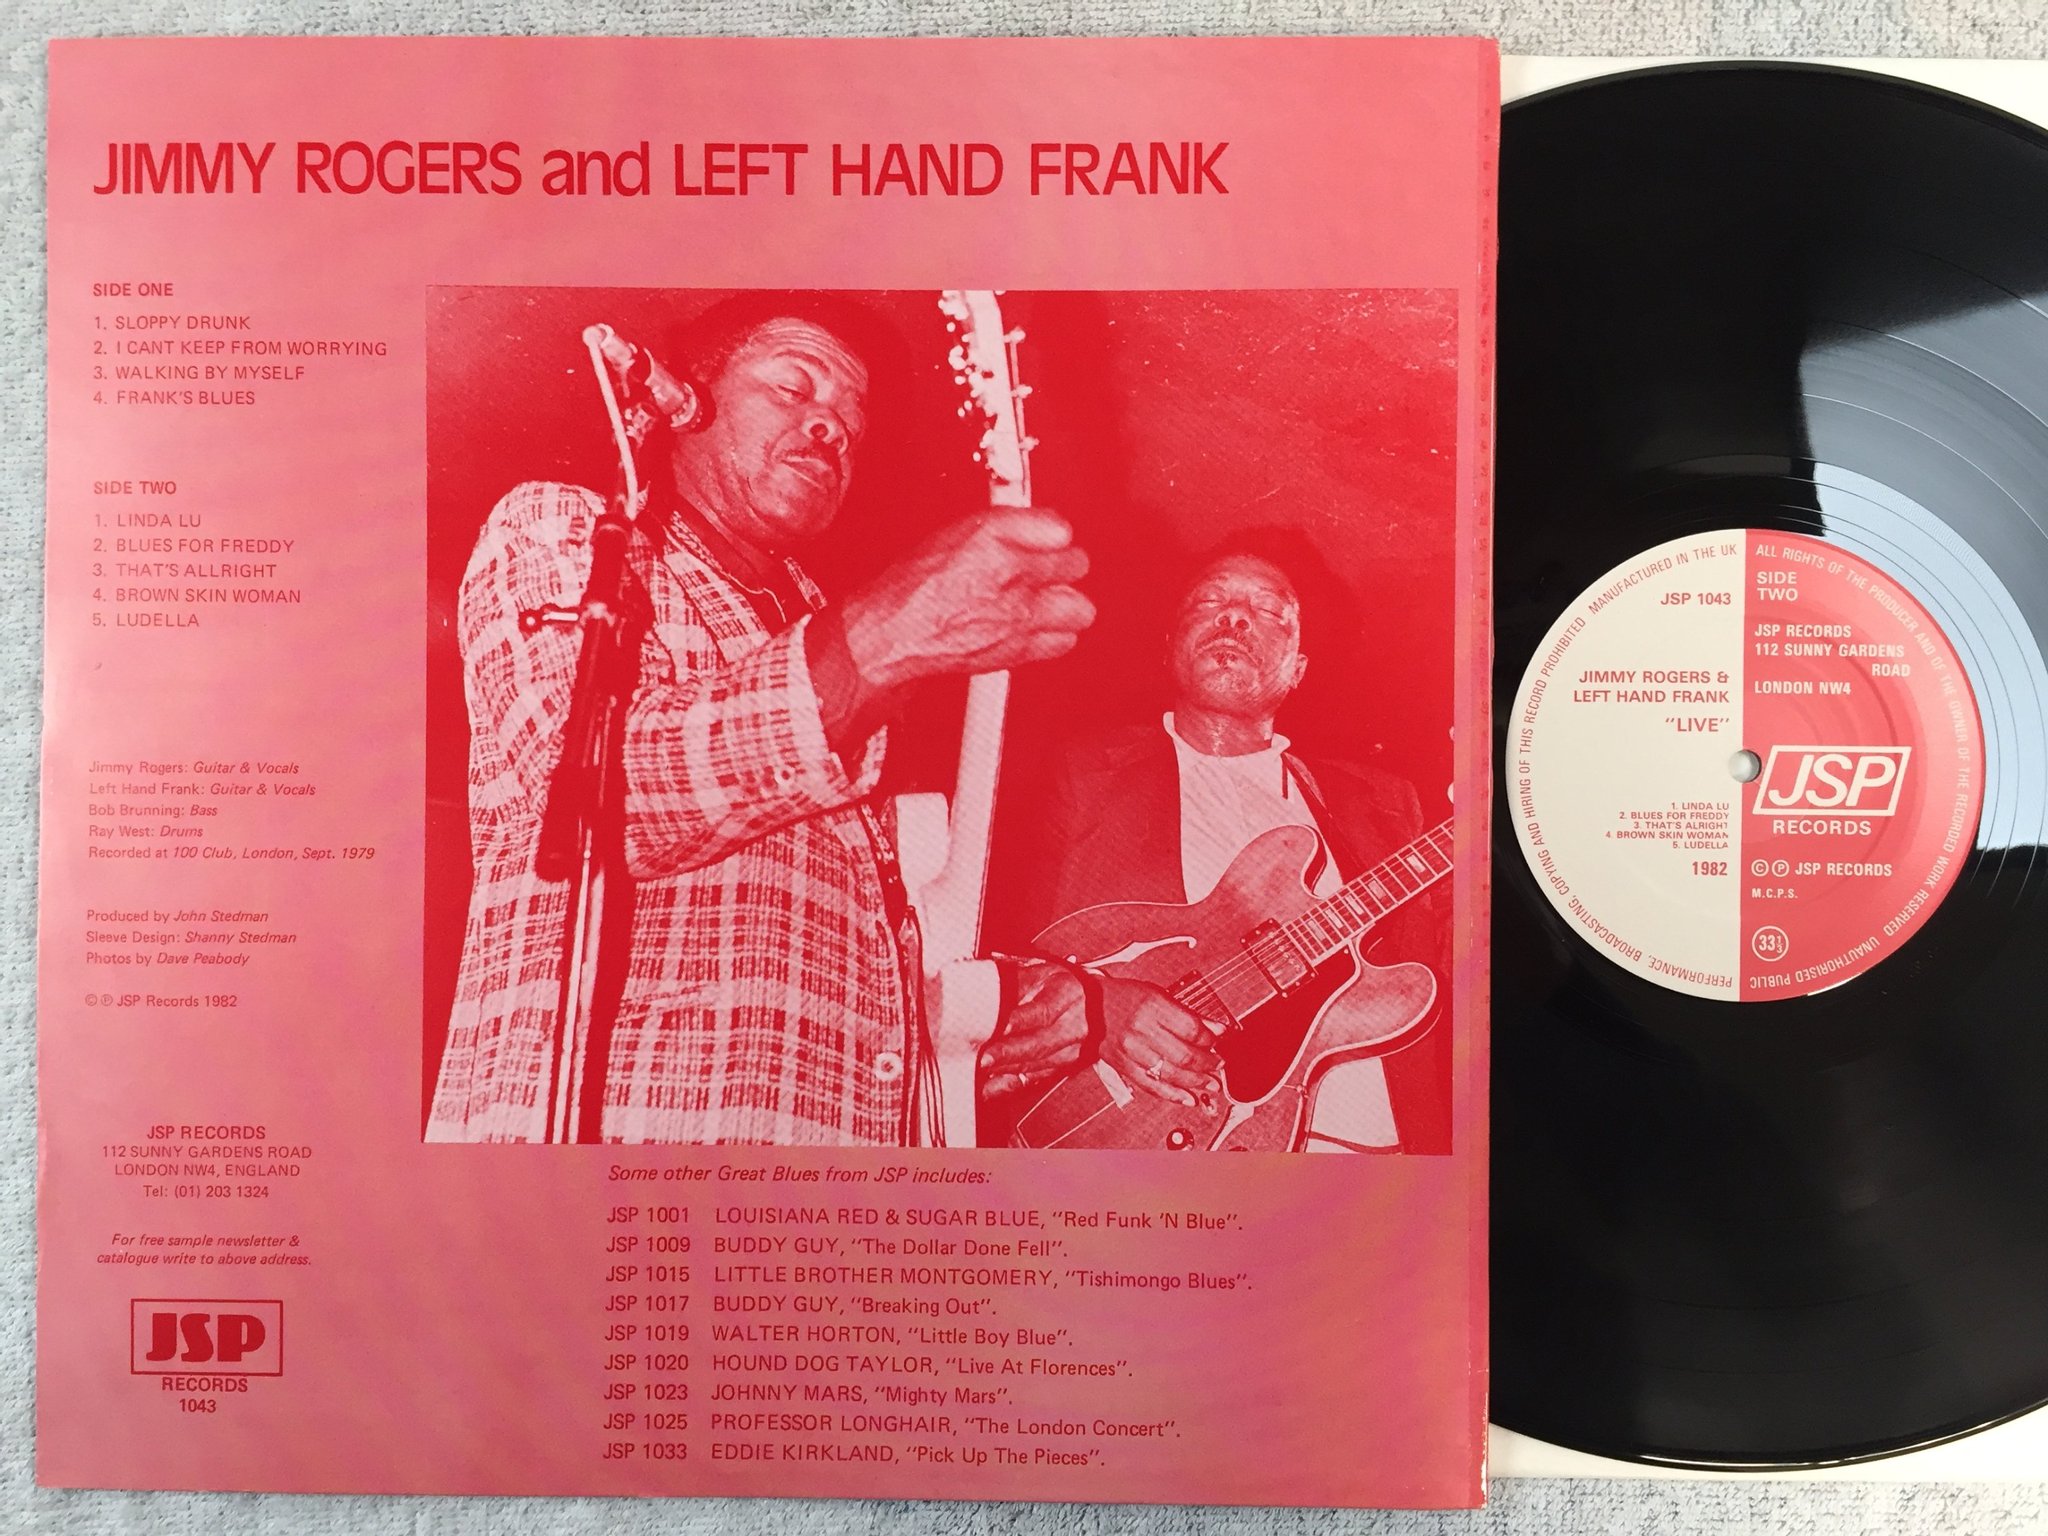 JIMMY ROGERS and LEFT HAND FRANK
SIDE ONE
1. SLOPPY DRUNK
2. I CANT KEEP FROM WORRYING
3. WALKING BY MYSELF
4. FRANK'S BLUES
SIDE TWO
1. LINDA LU
2. BLUES FOR FREDDY
3. THAT'S ALLRIGHT
4. BROWN SKIN WOMAN
5. LUDELLA
Jimmy Rogers: Guitar & Vocals
Left Hand Frank: Guitar & Vocals
Bob Brunning: Bass
Ray West: Drums
Recorded at 100 Club, London, Sept. 1979
Produced by John Stedman
Sleeve Design: Shanny Stedman
Photos by Dave Peabody
© ℗ JSP Records 1982
JSP RECORDS
112 SUNNY GARDENS ROAD
LONDON NW4, ENGLAND
Tel: (01) 203 1324
For free sample newsletter &
catalogue write to above address.
JSP
RECORDS
1043
Some other Great Blues from JSP includes:
JSP 1001 LOUISIANA RED & SUGAR BLUE, "Red Funk 'N Blue".
JSP 1009 BUDDY GUY, "The Dollar Done Fell".
JSP 1015 LITTLE BROTHER MONTGOMERY, "Tishimongo Blues".
JSP 1017 BUDDY GUY, "Breaking Out".
JSP 1019 WALTER HORTON, "Little Boy Blue".
JSP 1020 HOUND DOG TAYLOR, "Live At Florences".
JSP 1023 JOHNNY MARS, "Mighty Mars".
JSP 1025 PROFESSOR LONGHAIR, "The London Concert".
JSP 1033 EDDIE KIRKLAND, "Pick Up The Pieces".
MANUFACTURED IN THE UK ALL RIGHTS OF THE PRODUCER AND OF THE OWNER OF THE RECORDED WORK RESERVED UNAUTHORISED PUBLIC PERFORMANCE, BROADCASTING, COPYING AND HIRING OF THIS RECORD PROHIBITED
JSP 1043
JIMMY ROGERS &
LEFT HAND FRANK
"LIVE"
1. LINDA LU
2. BLUES FOR FREDDY
3. THAT'S ALRIGHT
4. BROWN SKIN WOMAN
5. LUDELLA
1982
SIDE
TWO
JSP RECORDS
112 SUNNY GARDENS
ROAD
LONDON NW4
JSP
RECORDS
© ℗ JSP RECORDS
M.C.P.S.
33⅓